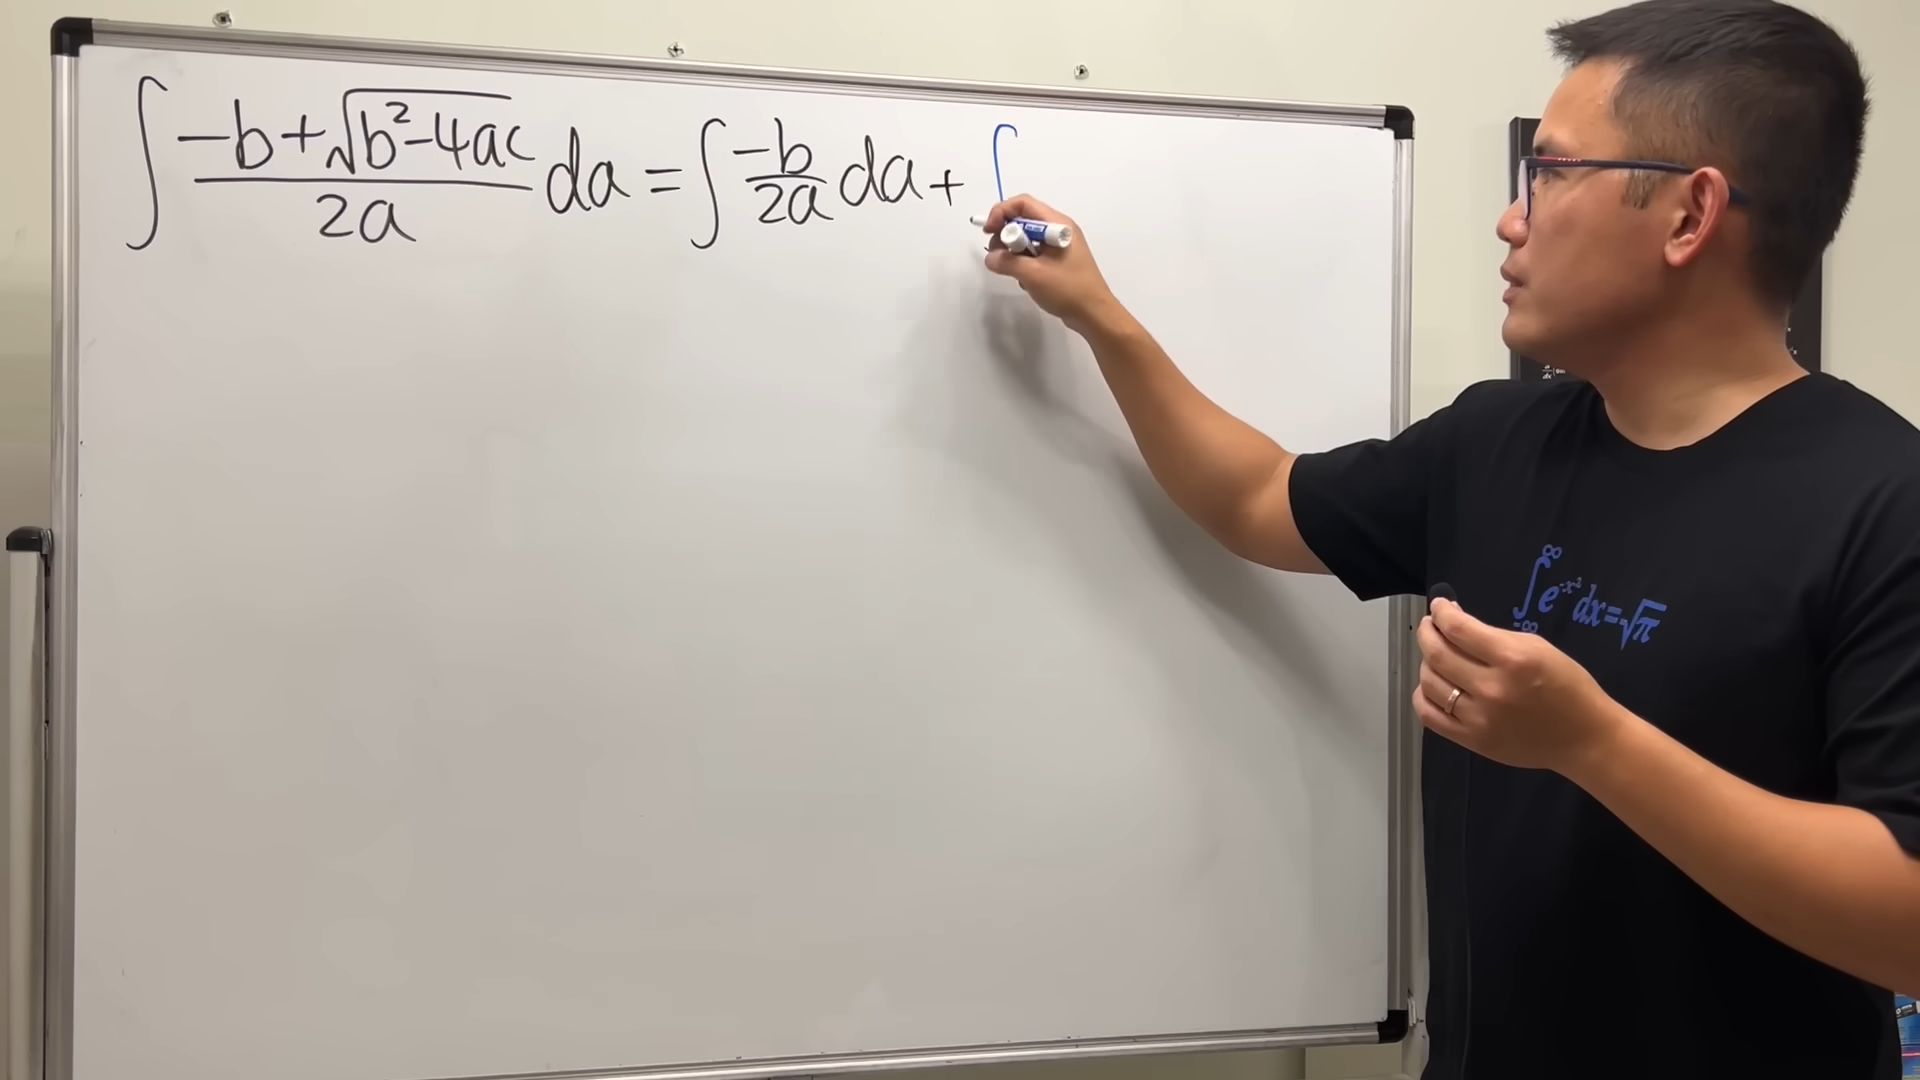 ∫ (-b+√(b²-4ac))/(2a) da = ∫ (-b)/(2a) da + ∫
∫_{-∞}^{∞} e^{-x²} dx = √π